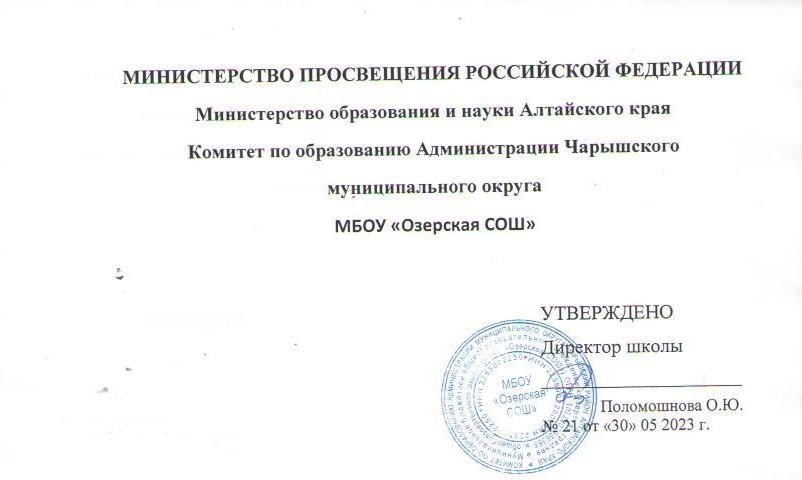 МИНИСТЕРСТВО ПРОСВЕЩЕНИЯ РОССИЙСКОЙ ФЕДЕРАЦИИ
Министерство образования и науки Алтайского края
Комитет по образованию Администрации Чарышского
муниципального округа
МБОУ «Озерская СОШ»
УТВЕРЖДЕНО
Директор школы
Поломошнова О.Ю.
№ 21 от «30» 05 2023 г.
МБОУ
«Озерская
СОШ»